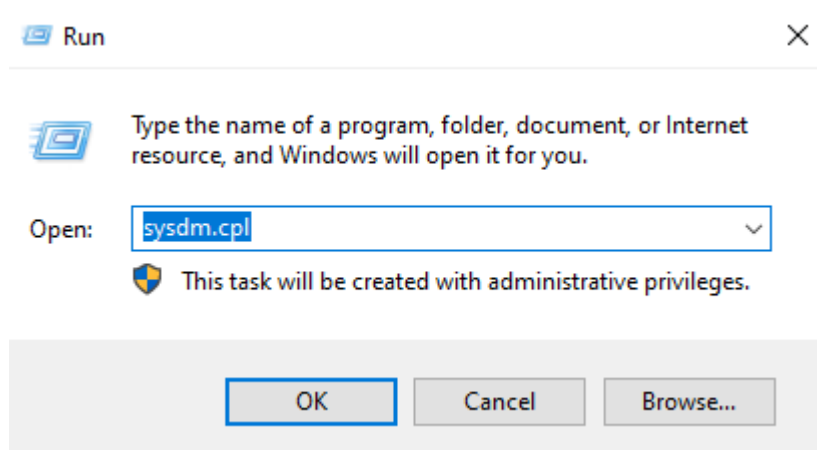 Run
Type the name of a program, folder, document, or Internet
resource, and Windows will open it for you.
Open: sysdm.cpl
This task will be created with administrative privileges.
OK Cancel Browse...